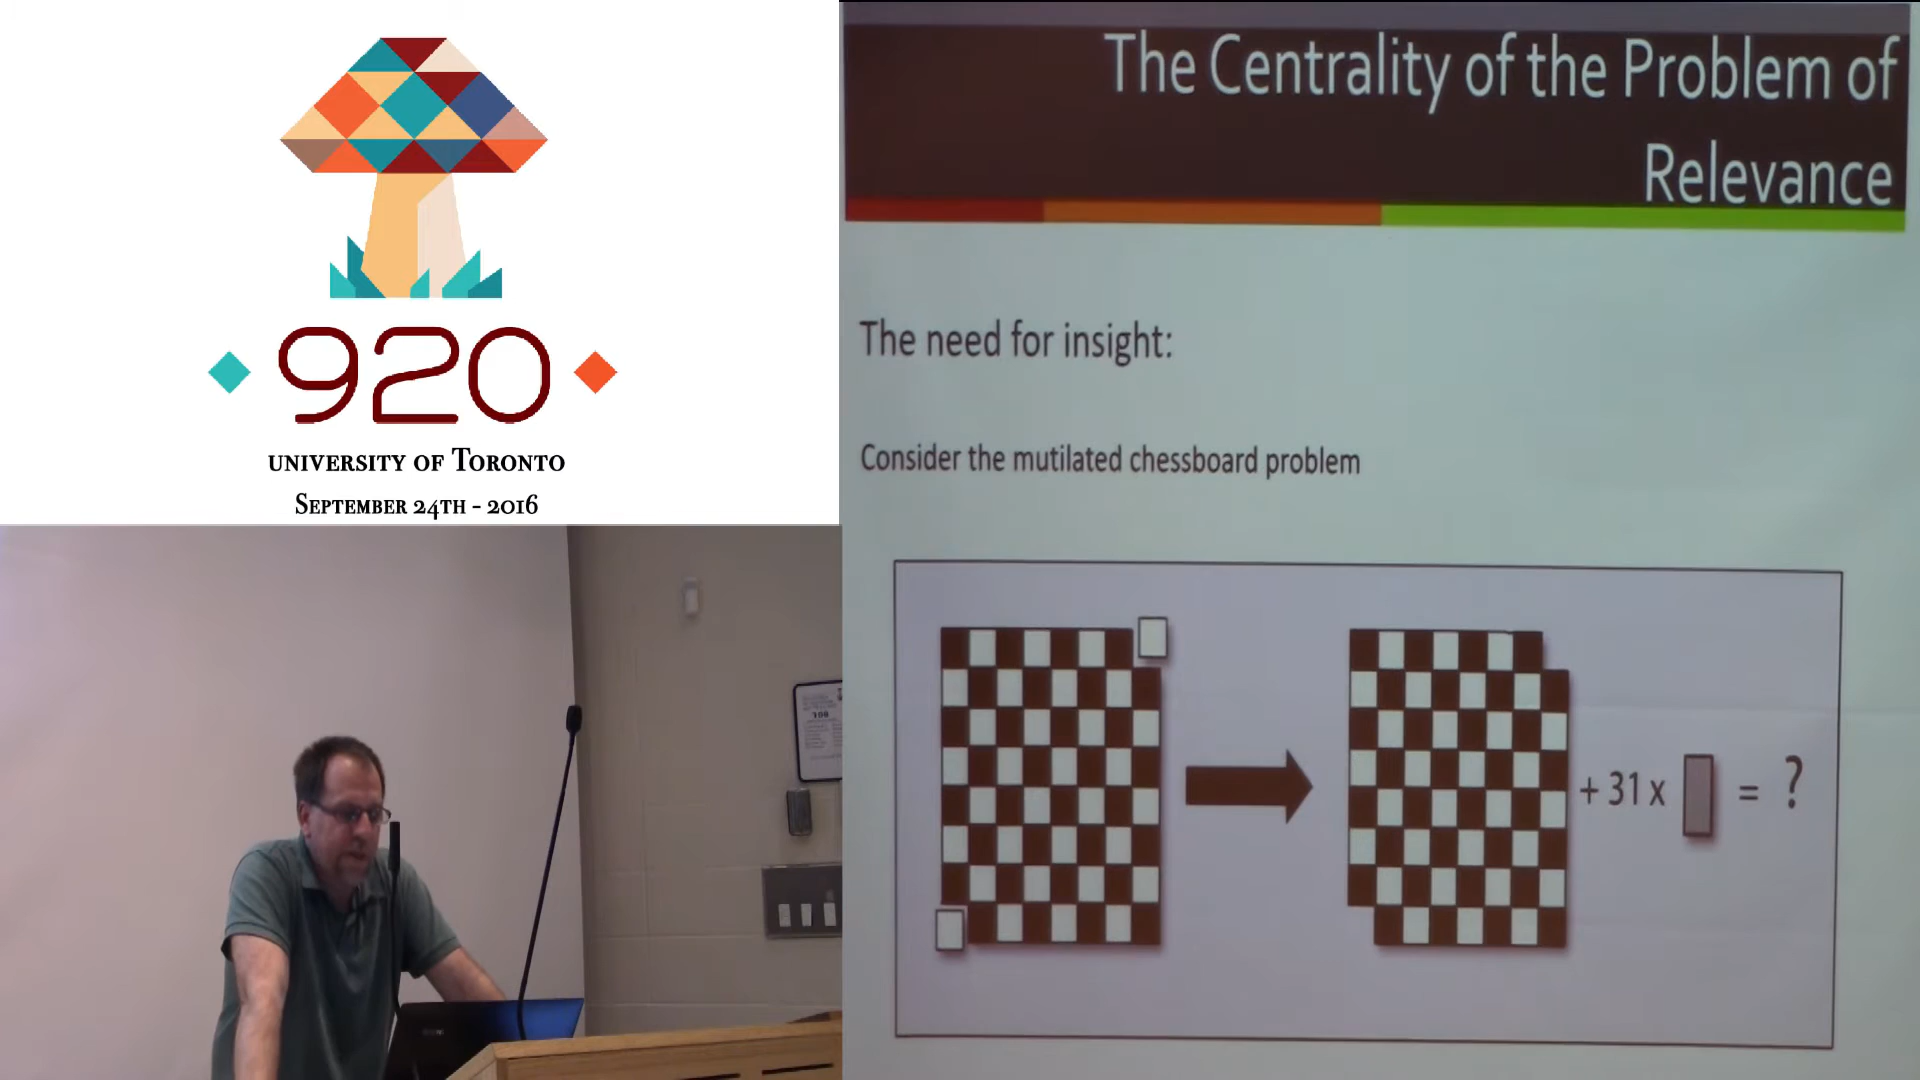 920
UNIVERSITY OF TORONTO
SEPTEMBER 24TH - 2016
The Centrality of the Problem of
Relevance
The need for insight:
Consider the mutilated chessboard problem
+ 31 x = ?